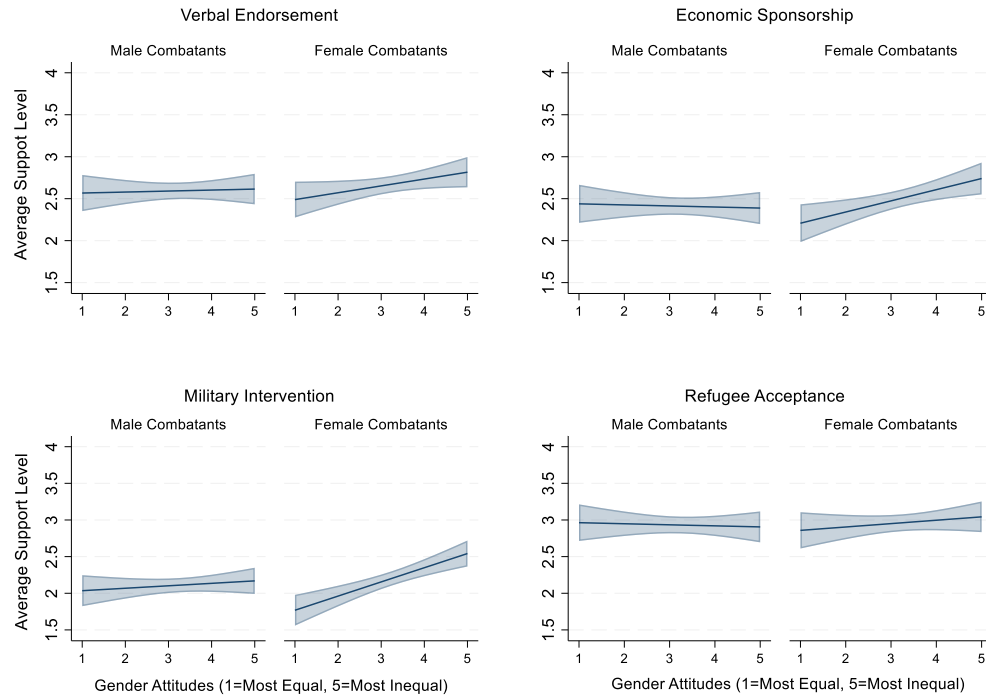 Verbal Endorsement
Male Combatants
Female Combatants
Average Suppot Level
4
3.5
3
2.5
2
1.5
1 2 3 4 5
1 2 3 4 5
Economic Sponsorship
Male Combatants
Female Combatants
4
3.5
3
2.5
2
1.5
1 2 3 4 5
1 2 3 4 5
Military Intervention
Male Combatants
Female Combatants
Average Support Level
4
3.5
3
2.5
2
1.5
1 2 3 4 5
1 2 3 4 5
Gender Attitudes (1=Most Equal, 5=Most Inequal)
Refugee Acceptance
Male Combatants
Female Combatants
4
3.5
3
2.5
2
1.5
1 2 3 4 5
1 2 3 4 5
Gender Attitudes (1=Most Equal, 5=Most Inequal)